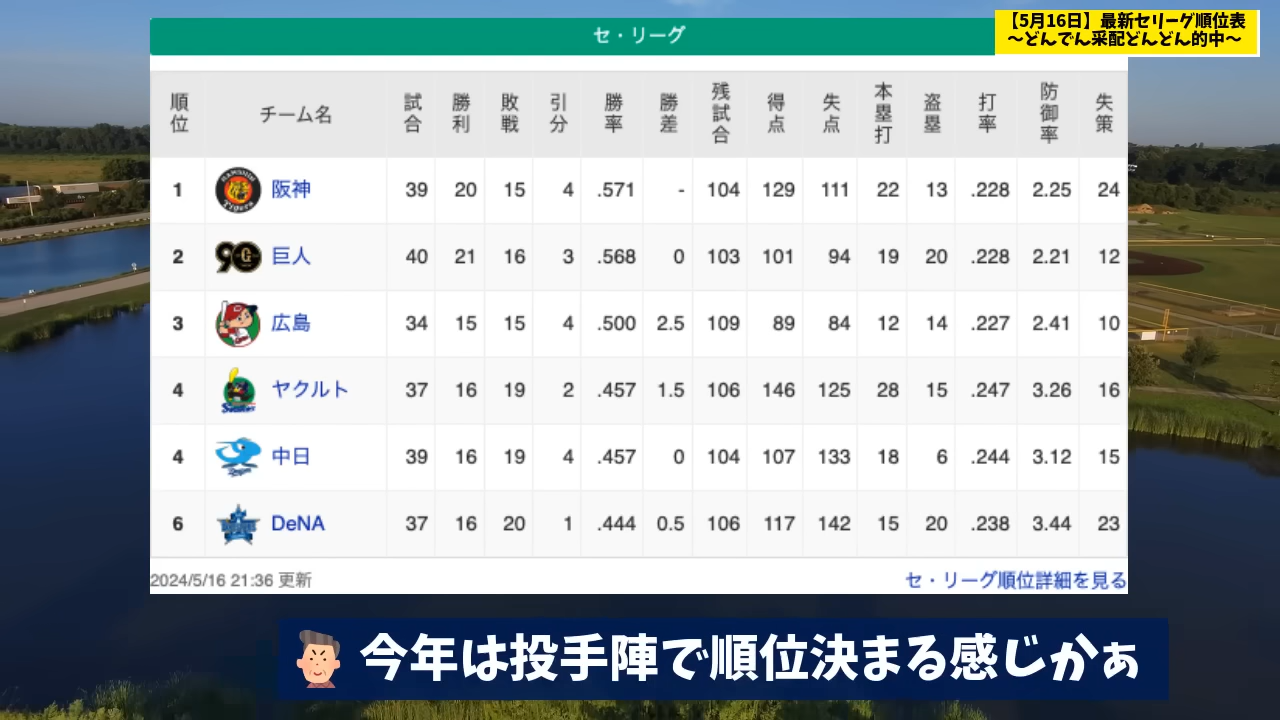 【5月16日】最新セリーグ順位表
〜どんでん采配どんどん的中〜
セ・リーグ
順位 チーム名 試合 勝利 敗戦 引分 勝率 勝差 残試合 得点 失点 本塁打 盗塁 打率 防御率 失策
1 阪神 39 20 15 4 .571 - 104 129 111 22 13 .228 2.25 24
2 巨人 40 21 16 3 .568 0 103 101 94 19 20 .228 2.21 12
3 広島 34 15 15 4 .500 2.5 109 89 84 12 14 .227 2.41 10
4 ヤクルト 37 16 19 2 .457 1.5 106 146 125 28 15 .247 3.26 16
4 中日 39 16 19 4 .457 0 104 107 133 18 6 .244 3.12 15
6 DeNA 37 16 20 1 .444 0.5 106 117 142 15 20 .238 3.44 23
2024/5/16 21:36 更新
セ・リーグ順位詳細を見る
今年は投手陣で順位決まる感じかぁ